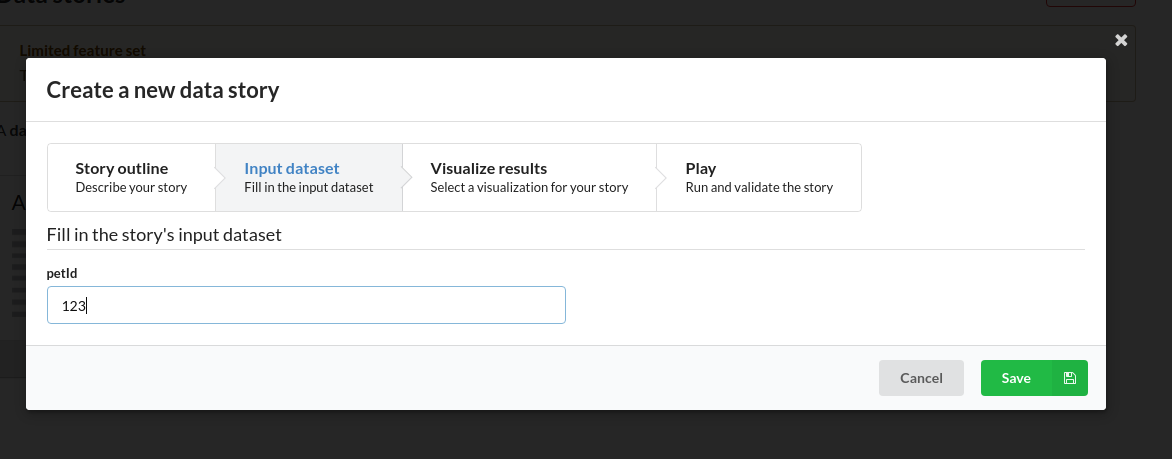 Data stories
Limited feature set
Create a new data story
Story outline
Describe your story
Input dataset
Fill in the input dataset
Visualize results
Select a visualization for your story
Play
Run and validate the story
Fill in the story's input dataset
petId
123
Cancel
Save
A da